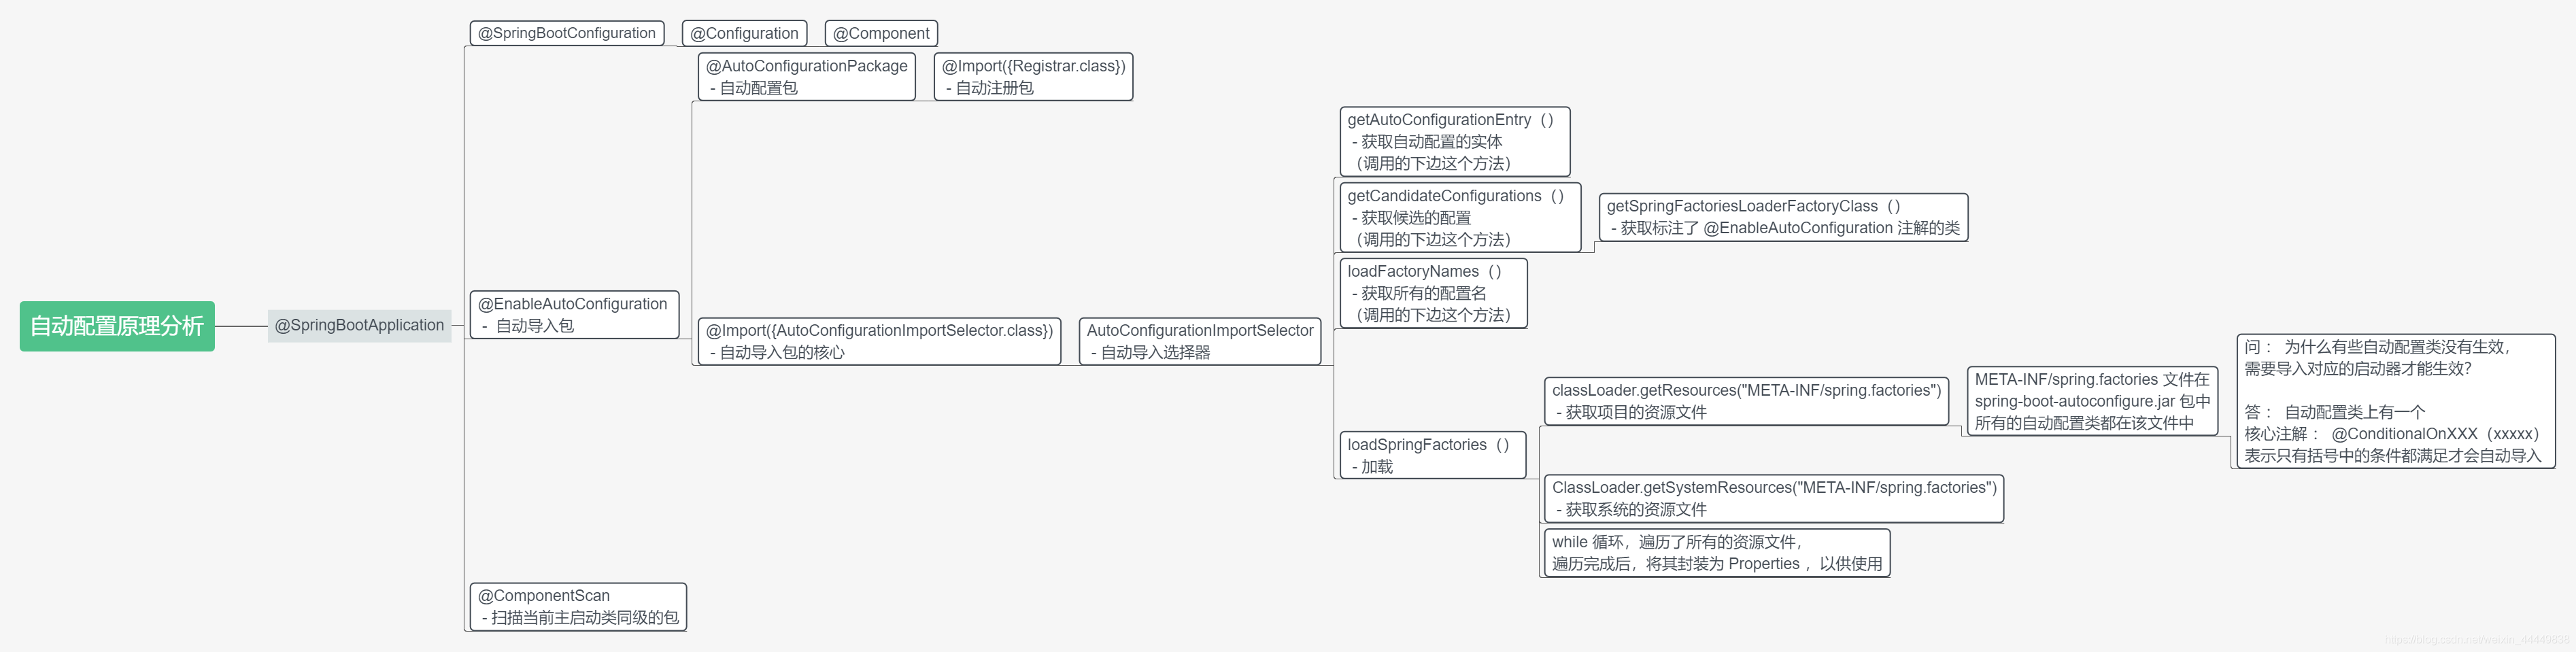 自动配置原理分析
@SpringBootApplication
@SpringBootConfiguration
@Configuration
@Component
@EnableAutoConfiguration
- 自动导入包
@AutoConfigurationPackage
- 自动配置包
@Import({Registrar.class})
- 自动注册包
@Import({AutoConfigurationImportSelector.class})
- 自动导入包的核心
AutoConfigurationImportSelector
- 自动导入选择器
getAutoConfigurationEntry（）
- 获取自动配置的实体
（调用的下边这个方法）
getCandidateConfigurations（）
- 获取候选的配置
（调用的下边这个方法）
getSpringFactoriesLoaderFactoryClass（）
- 获取标注了 @EnableAutoConfiguration 注解的类
loadFactoryNames（）
- 获取所有的配置名
（调用的下边这个方法）
loadSpringFactories（）
- 加载
classLoader.getResources("META-INF/spring.factories")
- 获取项目的资源文件
META-INF/spring.factories 文件在
spring-boot-autoconfigure.jar 包中
所有的自动配置类都在该文件中
问： 为什么有些自动配置类没有生效，
需要导入对应的启动器才能生效？
答： 自动配置类上有一个
核心注解： @ConditionalOnXXX（xxxxx）
表示只有括号中的条件都满足才会自动导入
ClassLoader.getSystemResources("META-INF/spring.factories")
- 获取系统的资源文件
while 循环，遍历了所有的资源文件，
遍历完成后，将其封装为 Properties ，以供使用
@ComponentScan
- 扫描当前主启动类同级的包
https://blog.csdn.net/weixin_44449838